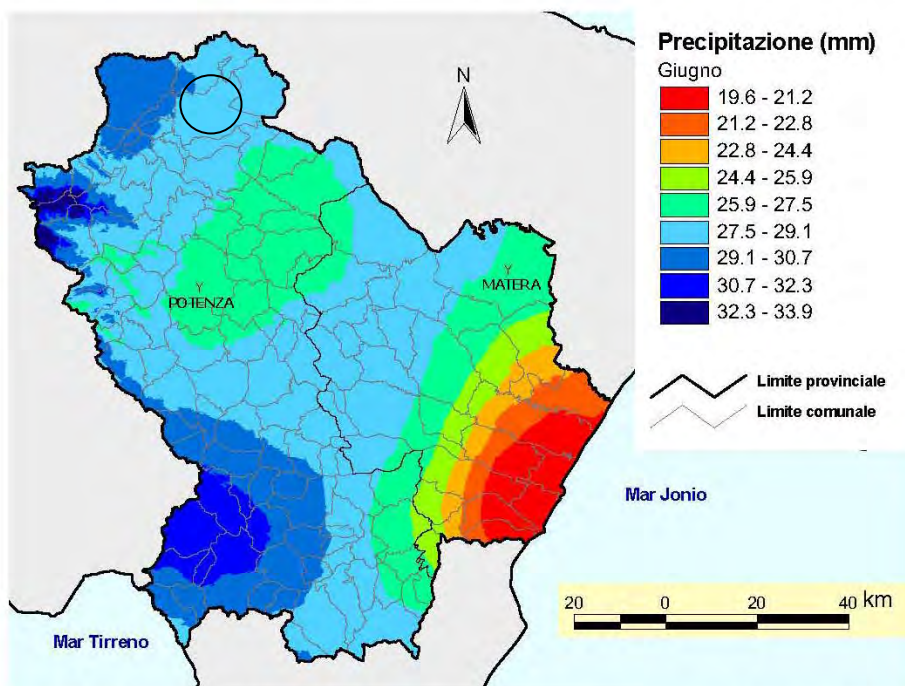 Precipitazione (mm)
Giugno
19.6 - 21.2
21.2 - 22.8
22.8 - 24.4
24.4 - 25.9
25.9 - 27.5
27.5 - 29.1
29.1 - 30.7
30.7 - 32.3
32.3 - 33.9
Limite provinciale
Limite comunale
N
POTENZA
MATERA
Mar Jonio
Mar Tirreno
20 0 20 40 km